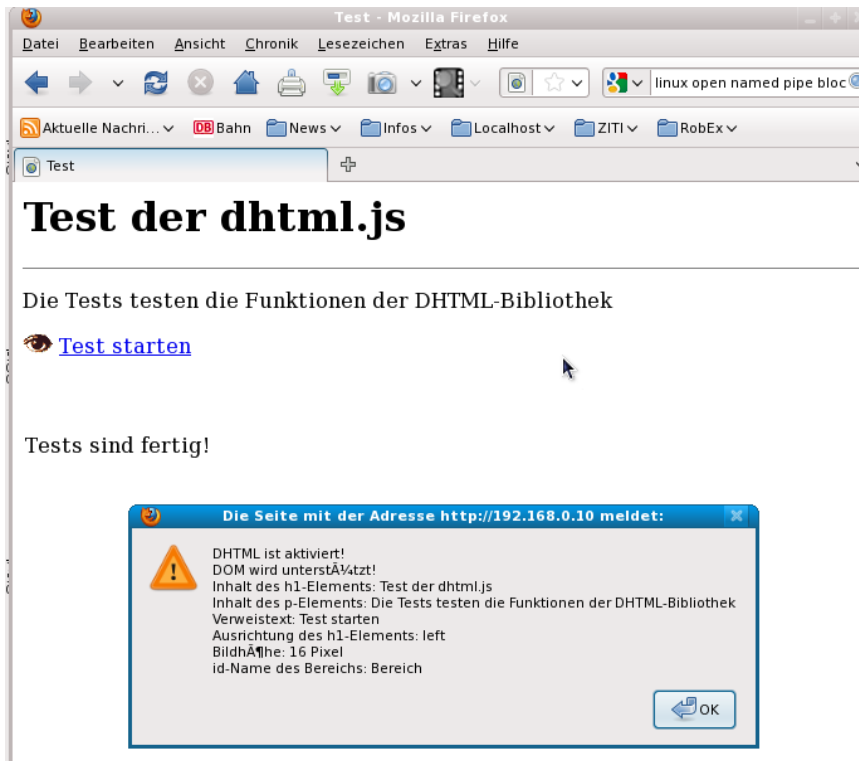 Test - Mozilla Firefox
Datei Bearbeiten Ansicht Chronik Lesezeichen Extras Hilfe
linux open named pipe bloc
Aktuelle Nachri... DB Bahn News Infos Localhost ZITI RobEx
Test
Test der dhtml.js
Die Tests testen die Funktionen der DHTML-Bibliothek
Test starten
Tests sind fertig!
Die Seite mit der Adresse http://192.168.0.10 meldet:
DHTML ist aktiviert!
DOM wird unterstÃ¼tzt!
Inhalt des h1-Elements: Test der dhtml.js
Inhalt des p-Elements: Die Tests testen die Funktionen der DHTML-Bibliothek
Verweistext: Test starten
Ausrichtung des h1-Elements: left
BildhÃ¶he: 16 Pixel
id-Name des Bereichs: Bereich
OK